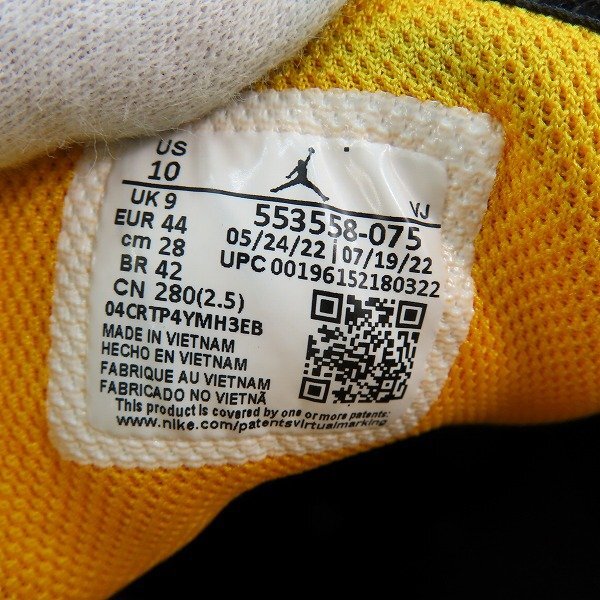 US
10
UK 9
EUR 44
cm 28
BR 42
CN 280(2.5)
VJ
553558-075
05/24/22 | 07/19/22
UPC 00196152180322
04CRTP4YMH3EB
MADE IN VIETNAM
HECHO EN VIETNAM
FABRIQUE AU VIETNAM
FABRICADO NO VIETNÃ
This product is covered by one or more patents:
www.nike.com/patentsvirtualmarking